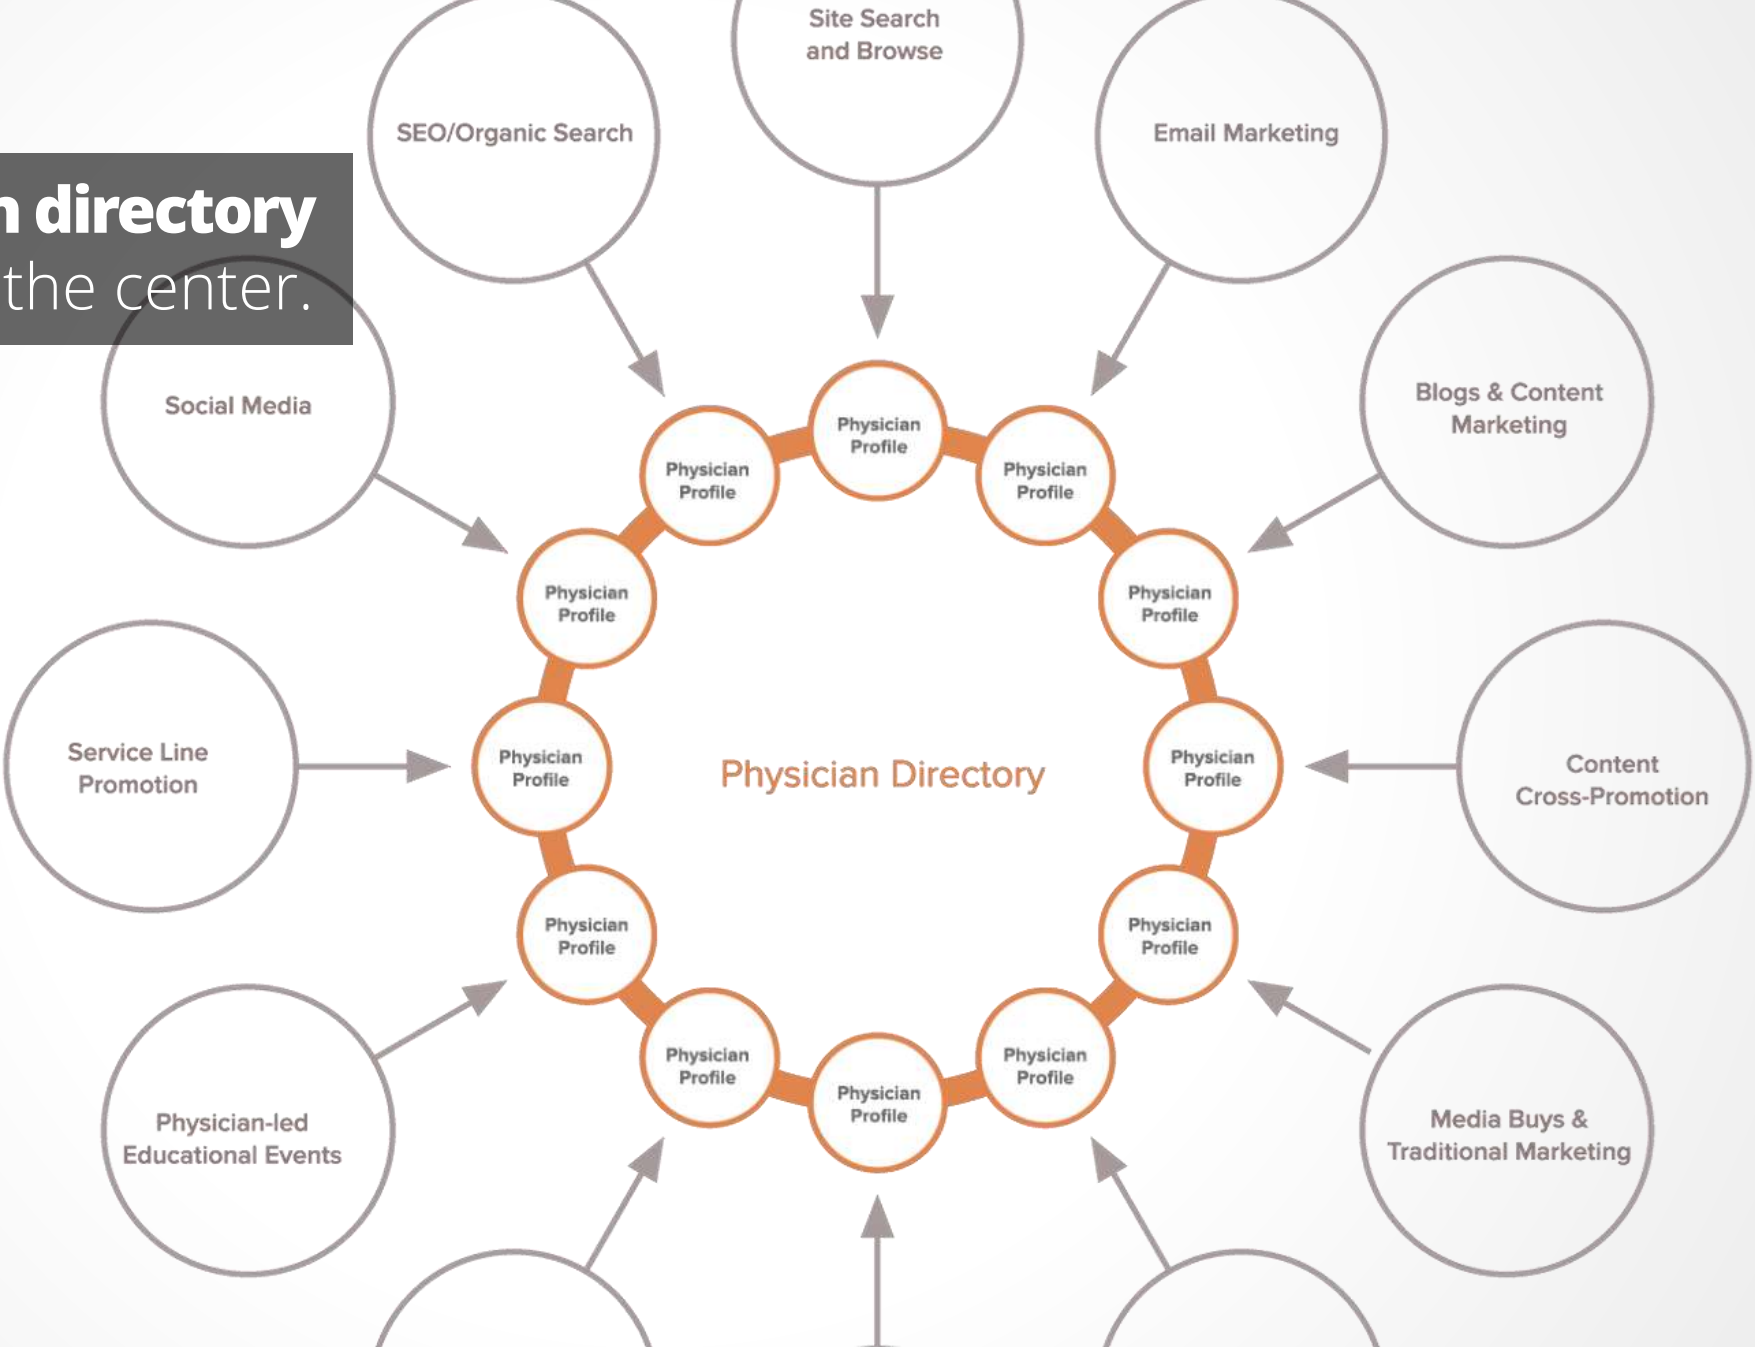 Site Search
and Browse
SEO/Organic Search
Email Marketing
directory
the center.
Social Media
Blogs & Content
Marketing
Physician
Profile
Physician
Profile
Physician
Profile
Physician
Profile
Physician
Profile
Service Line
Promotion
Physician
Profile
Physician Directory
Physician
Profile
Content
Cross-Promotion
Physician
Profile
Physician
Profile
Physician-led
Educational Events
Physician
Profile
Physician
Profile
Physician
Profile
Media Buys &
Traditional Marketing